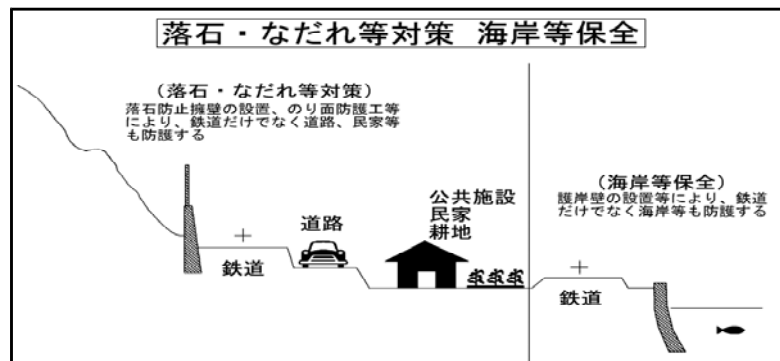 落石・なだれ等対策 海岸等保全
(落石・なだれ等対策)
落石防止擁壁の設置、のり面防護工等
により、鉄道だけでなく道路、民家等
も防護する
公共施設
民家
耕地
道路
鉄道
(海岸等保全)
護岸壁の設置等により、鉄道
だけでなく海岸等も防護する
鉄道